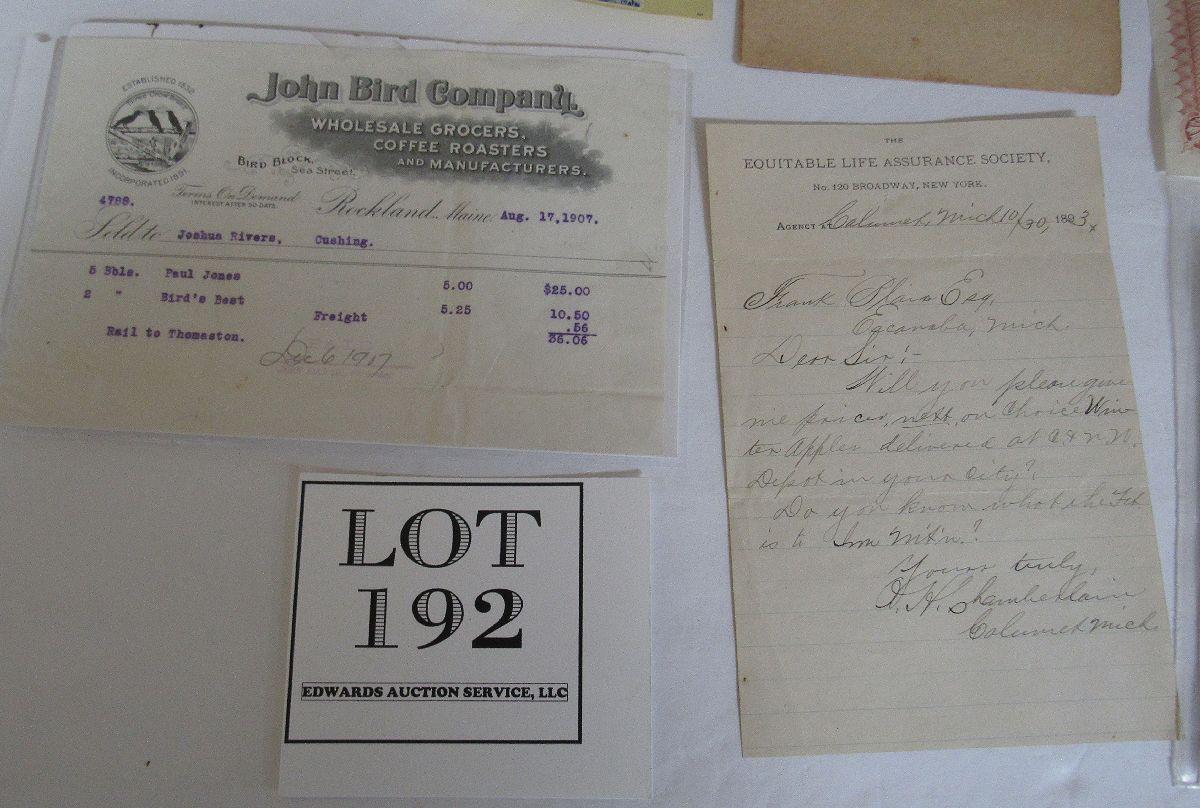 ESTABLISHED 1832
INCORPORATED 1891
John Bird Company.
WHOLESALE GROCERS,
COFFEE ROASTERS
AND MANUFACTURERS.
BIRD BLOCK,
Sea Street.
4788.
Terms On Demand
INTEREST AFTER 30 DAYS.
Rockland, Maine, Aug. 17, 1907.
Sold to Joshua Rivers, Cushing.
5 Bbls. Paul Jones 5.00 $25.00
2 " Bird's Best 5.25 10.50
Freight .56
Rail to Thomaston. 36.06
Dec 6 1907
LOT
192
EDWARDS AUCTION SERVICE, LLC
THE
EQUITABLE LIFE ASSURANCE SOCIETY,
No. 120 BROADWAY, NEW YORK.
AGENCY AT Calumet, Mich 10/30, 1893
Frank Esq,
Escanaba, Mich.
Dear Sir:-
Will you please give
me prices, nett, on Choice Win-
ter Apples delivered at C & N.W.
Depot in your City?
Do you know what the
is to
Yours truly,
H. Chamberlain
Calumet Mich.